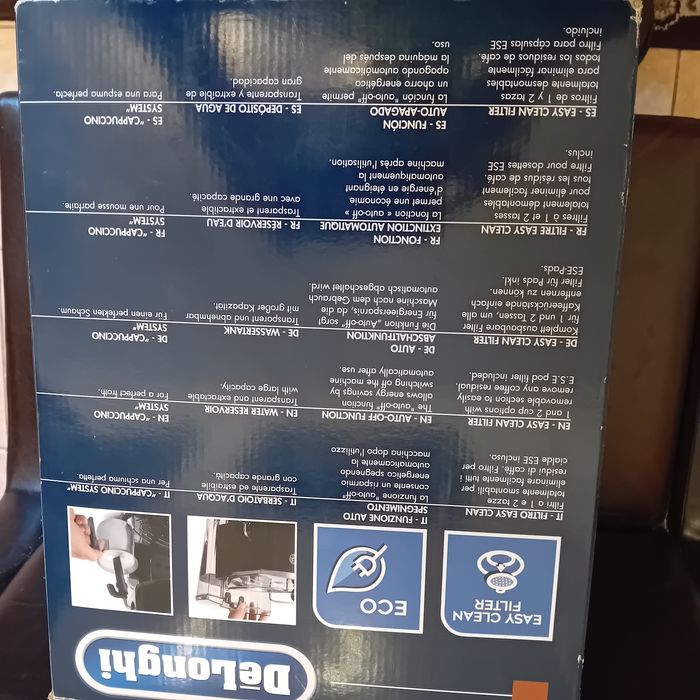 DeLonghi
EASY CLEAN
FILTER
ECO
IT - FILTRO EASY CLEAN
Filtri a 1 e 2 tazze
totalmente smontabili per
eliminare facilmente tutti i
residui di caffè. Filtro per
cialde ESE incluso.
IT - FUNZIONE AUTO
SPEGNIMENTO
La funzione "auto-off"
consente un risparmio
energetico spegnendo
automaticamente la
macchina dopo l'utilizzo
IT - SERBATOIO D'ACQUA
Trasparente ed estraibile
con grande capacità.
IT - "CAPPUCCINO SYSTEM"
Per una schiuma perfetta.
EN - EASY CLEAN FILTER
1 and 2 cup options with
removable section to easily
remove any coffee residual.
E.S.E pod filter included.
EN - AUTO-OFF FUNCTION
The "auto-off" function
allows energy savings by
switching off the machine
automatically after use.
EN - WATER RESERVOIR
Transparent and extractable
with large capacity.
EN - "CAPPUCCINO
SYSTEM"
For a perfect froth.
DE - EASY CLEAN FILTER
Komplett ausbaubare Filter
für 1 und 2 Tassen, um alle
Kaffeerückstände einfach
entfernen zu können.
Filter für Pads inkl.
ESE-Pads.
DE - AUTO
ABSCHALTFUNKTION
Die Funktion „Auto-Off" sorgt
für Energieersparnis, da die
Maschine nach dem Gebrauch
automatisch abgeschaltet wird.
DE - WASSERTANK
Transparent und abnehmbar
mit großer Kapazität.
DE - "CAPPUCCINO
SYSTEM"
Für einen perfekten Schaum.
FR - FILTRE EASY CLEAN
Filtres à 1 et 2 tasses
totalement démontables
pour éliminer facilement
tous les résidus de café.
Filtre pour dosettes ESE
inclus.
FR - FONCTION
EXTINCTION AUTOMATIQUE
La fonction « auto-off »
permet une économie
d'énergie en éteignant
automatiquement la
machine après l'utilisation.
FR - RÉSERVOIR D'EAU
Trasparent et extractible
avec une grande capacité.
FR - "CAPPUCCINO
SYSTEM"
Pour une mousse parfaite.
ES - EASY CLEAN FILTER
Filtros de 1 y 2 tazas
totalmente desmontables
para eliminar fácilmente
todos los residuos de café.
Filtro para cápsulas ESE
incluido.
ES - FUNCIÓN
AUTO-APAGADO
La función "auto-off" permite
un ahorro energético
apagando automáticamente
la máquina después del
uso.
ES - DEPÓSITO DE AGUA
Transparente y extraible de
gran capacidad.
ES - "CAPPUCCINO
SYSTEM"
Para una espuma perfecta.